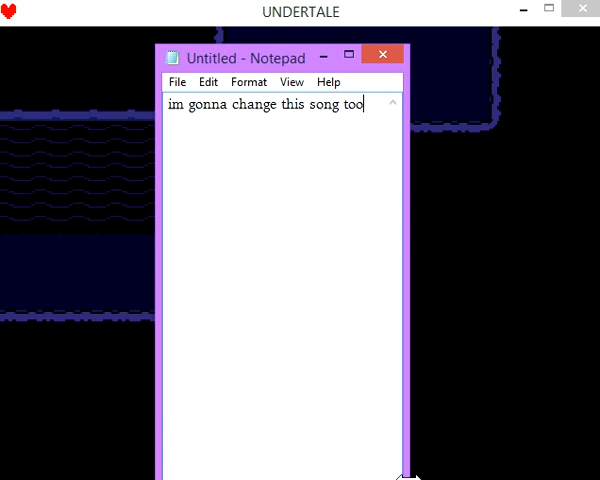 UNDERTALE
Untitled - Notepad
File Edit Format View Help
im gonna change this song too